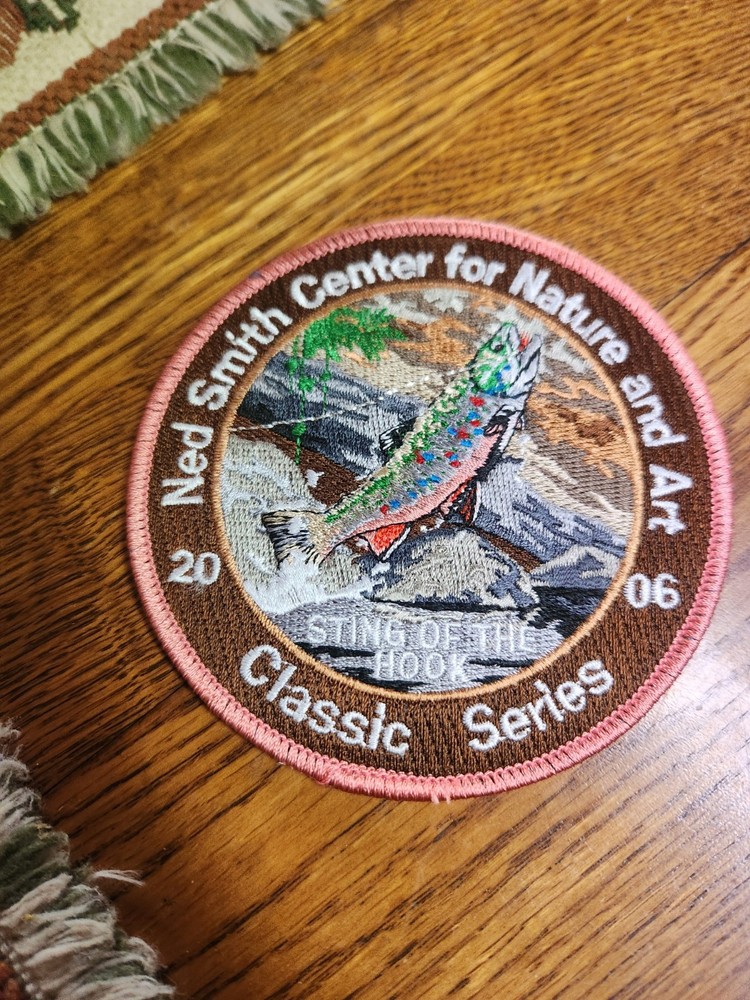 Ned Smith Center for Nature and Art
20 06
STING OF THE
HOOK
Classic Series